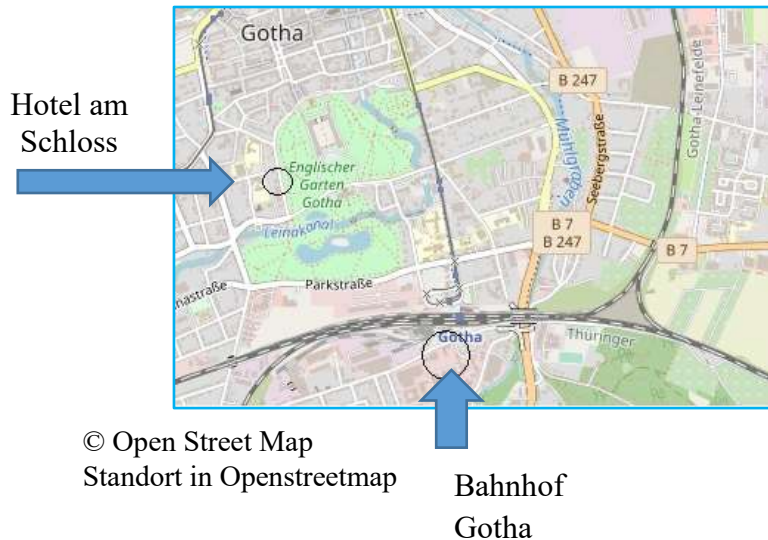 Gotha
B 247
Hotel am
Schloss
Gotha-Leinefelde
Mühlgraben
Seebergstraße
Englischer
Garten
Gotha
Leinakanal
B 7
B 247
B 7
Parkstraße
nastraße
Gotha
Thüringer
© Open Street Map
Standort in Openstreetmap
Bahnhof
Gotha